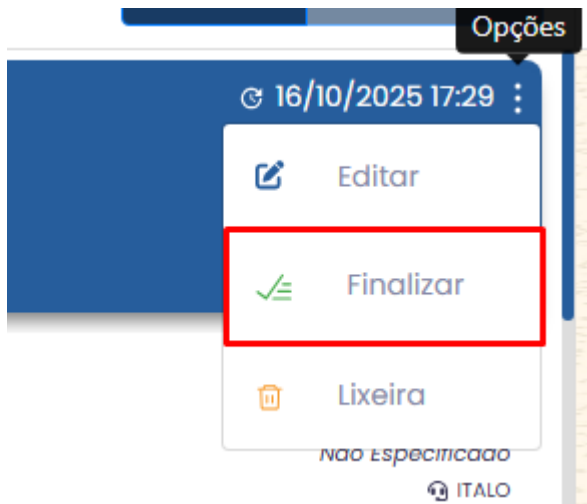 Opções
16/10/2025 17:29
Editar
Finalizar
Lixeira
Não Especificado
ITALO